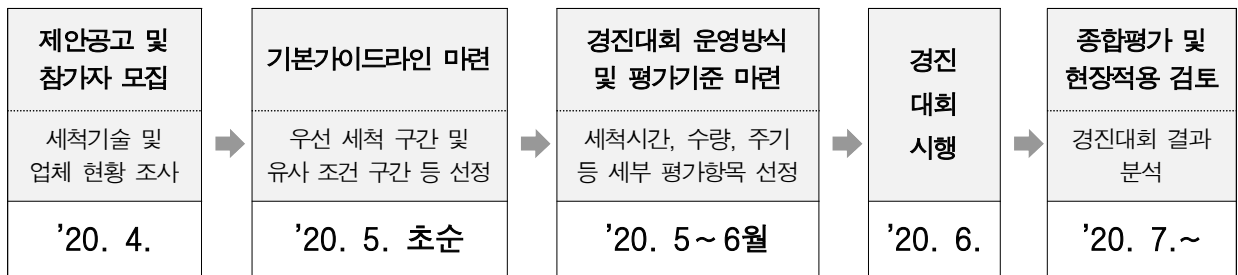 제안공고 및
참가자 모집
세척기술 및
업체 현황 조사
'20. 4.
기본가이드라인 마련
우선 세척 구간 및
유사 조건 구간 등 선정
'20. 5. 초순
경진대회 운영방식
및 평가기준 마련
세척시간, 수량, 주기
등 세부 평가항목 선정
'20. 5~6월
경진
대회
시행
'20. 6.
종합평가 및
현장적용 검토
경진대회 결과
분석
'20. 7.~